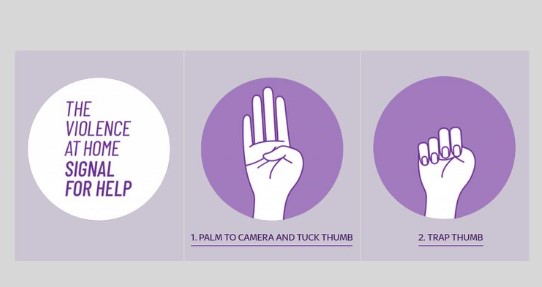 THE
VIOLENCE
AT HOME
SIGNAL
FOR HELP
1. PALM TO CAMERA AND TUCK THUMB
2. TRAP THUMB